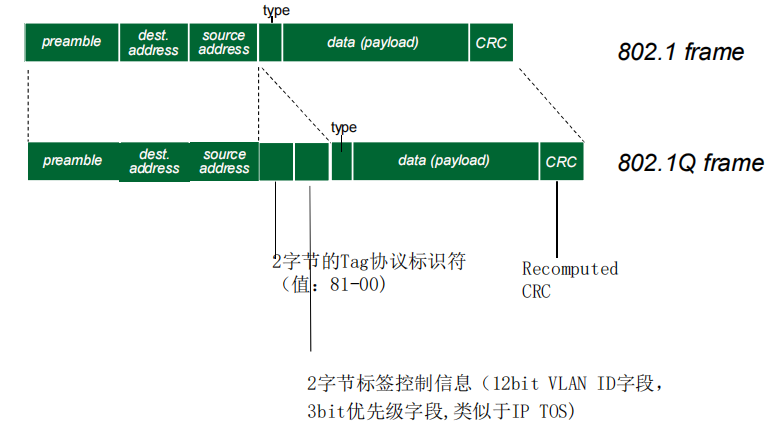 type
preamble
dest. address
source address
data (payload)
CRC
802.1 frame
type
preamble
dest. address
source address
data (payload)
CRC
802.1Q frame
2字节的Tag协议标识符
（值：81-00)
Recomputed
CRC
2字节标签控制信息（12bit VLAN ID字段，
3bit优先级字段,类似于IP TOS)